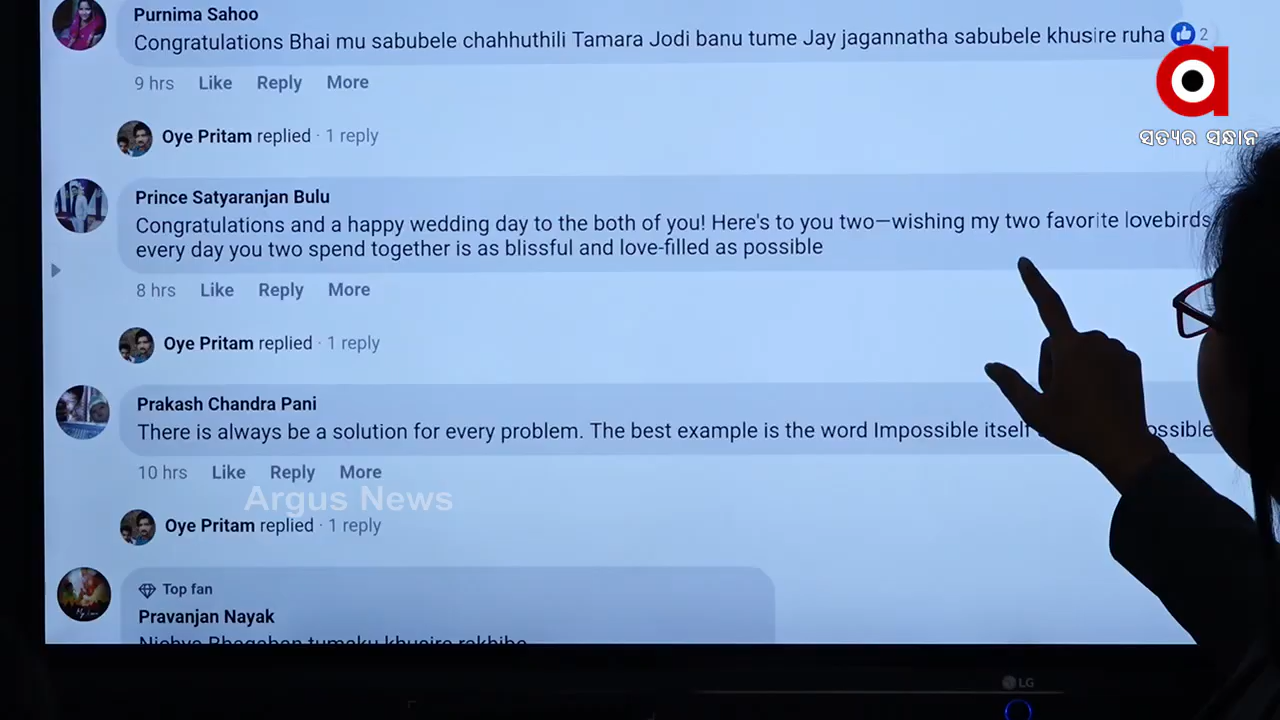 Purnima Sahoo
Congratulations Bhai mu sabubele chahhuthili Tamara Jodi banu tume Jay jagannatha sabubele khusire ruha 2
ସତ୍ୟର ସନ୍ଧାନ
9 hrs Like Reply More
Oye Pritam replied · 1 reply
Prince Satyaranjan Bulu
Congratulations and a happy wedding day to the both of you! Here's to you two—wishing my two favorite lovebirds
every day you two spend together is as blissful and love-filled as possible
8 hrs Like Reply More
Oye Pritam replied · 1 reply
Prakash Chandra Pani
There is always be a solution for every problem. The best example is the word Impossible itself
10 hrs Like Reply More
Argus News
Oye Pritam replied · 1 reply
Top fan
Pravanjan Nayak
LG